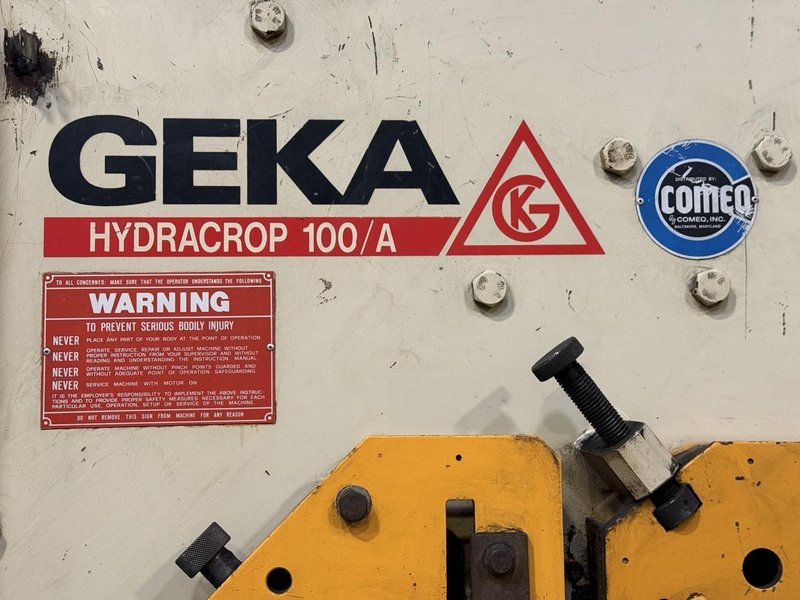 GEKA
HYDRACROP 100/A
KG
DISTRIBUTED BY:
COMEQ
COMEQ, INC.
BALTIMORE, MARYLAND
TO ALL CONCERNED: MAKE SURE THAT THE OPERATOR UNDERSTANDS THE FOLLOWING
WARNING
TO PREVENT SERIOUS BODILY INJURY
NEVER PLACE ANY PART OF YOUR BODY AT THE POINT OF OPERATION
NEVER OPERATE, SERVICE, REPAIR OR ADJUST MACHINE WITHOUT
PROPER INSTRUCTION FROM YOUR SUPERVISOR AND WITHOUT
READING AND UNDERSTANDING THE INSTRUCTION MANUAL
NEVER OPERATE MACHINE WITHOUT PINCH POINTS GUARDED AND
WITHOUT ADEQUATE POINT OF OPERATION SAFEGUARDING
NEVER SERVICE MACHINE WITH MOTOR ON
IT IS THE EMPLOYER'S RESPONSIBILITY TO IMPLEMENT THE ABOVE INSTRUC-
TIONS AND TO PROVIDE PROPER SAFETY MEASURES NECESSARY FOR EACH
PARTICULAR USE, OPERATION, SETUP OR SERVICE OF THE MACHINE
DO NOT REMOVE THIS SIGN FROM MACHINE FOR ANY REASON